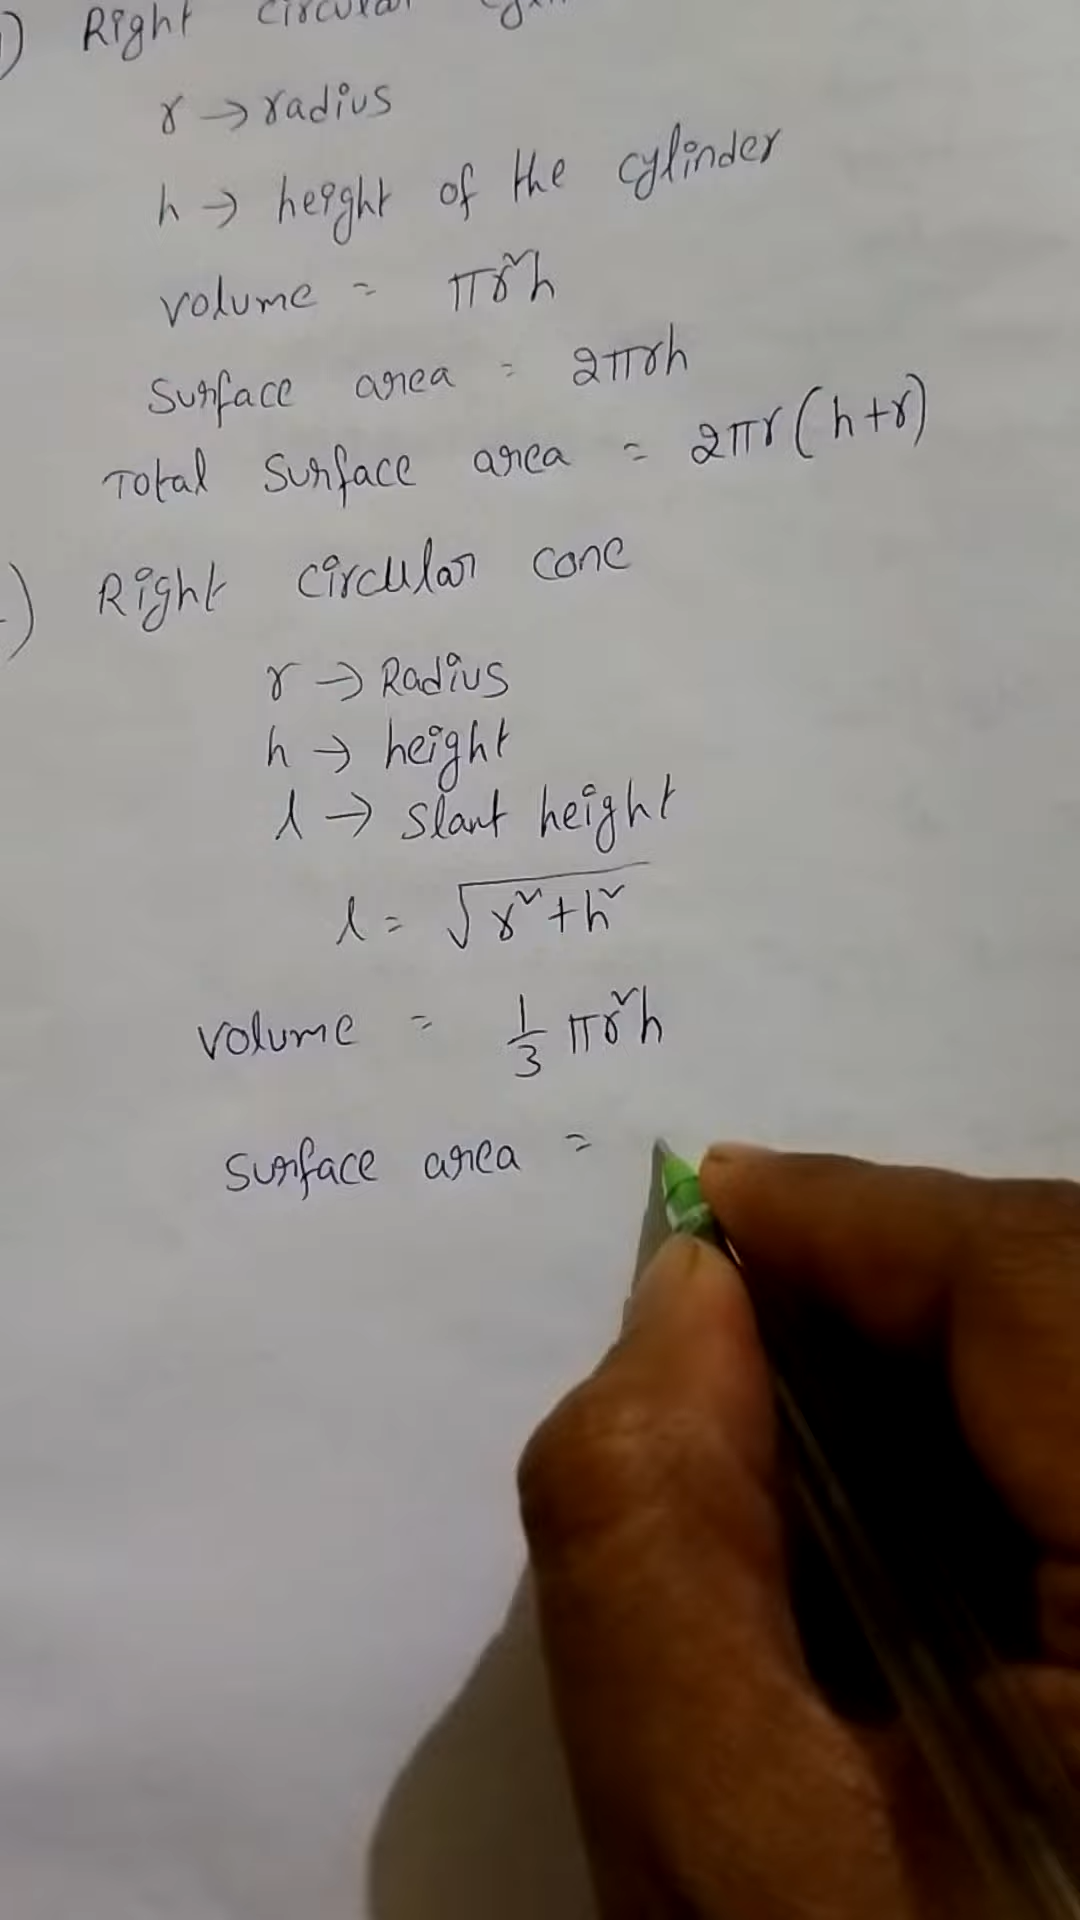 ) Right circular
r → radius
h → height of the cylinder
volume = πr²h
Surface area = 2πrh
Total Surface area = 2πr(h+r)
) Right circular cone
r → Radius
h → height
l → Slant height
l = √r²+h²
volume = 1/3 πr²h
Surface area =